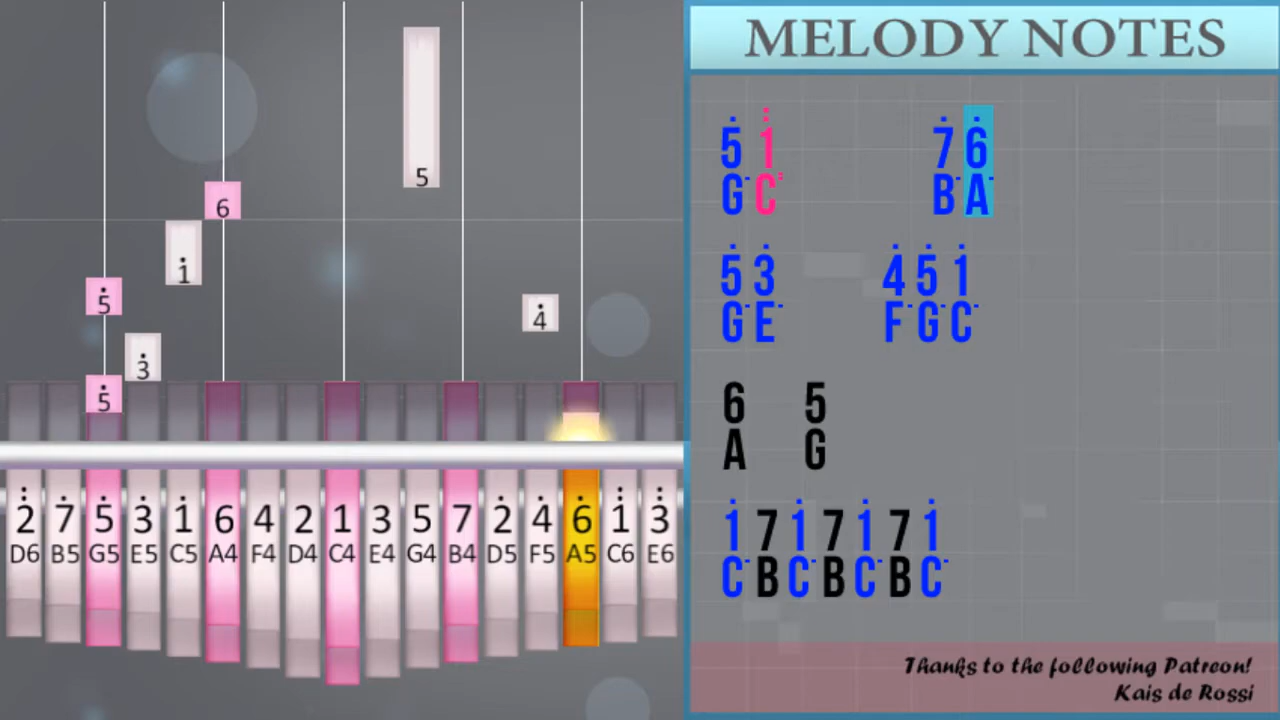 MELODY NOTES
5̇ 1̈ 7̇ 6̇
G· C: B· A·
5̇ 3̇ 4̇ 5̇ 1̇
G· E· F· G· C·
6 5
A G
1̇ 7 1̇ 7 1̇ 7 1̇
C· B C· B C· B C·
5
6
1̇
5̇
4̇
3̇
5̇
2̈ 7̇ 5̇ 3̇ 1̇ 6 4 2 1 3 5 7 2̇ 4̇ 6̇ 1̈ 3̈
D6 B5 G5 E5 C5 A4 F4 D4 C4 E4 G4 B4 D5 F5 A5 C6 E6
Thanks to the following Patreon!
Kais de Rossi